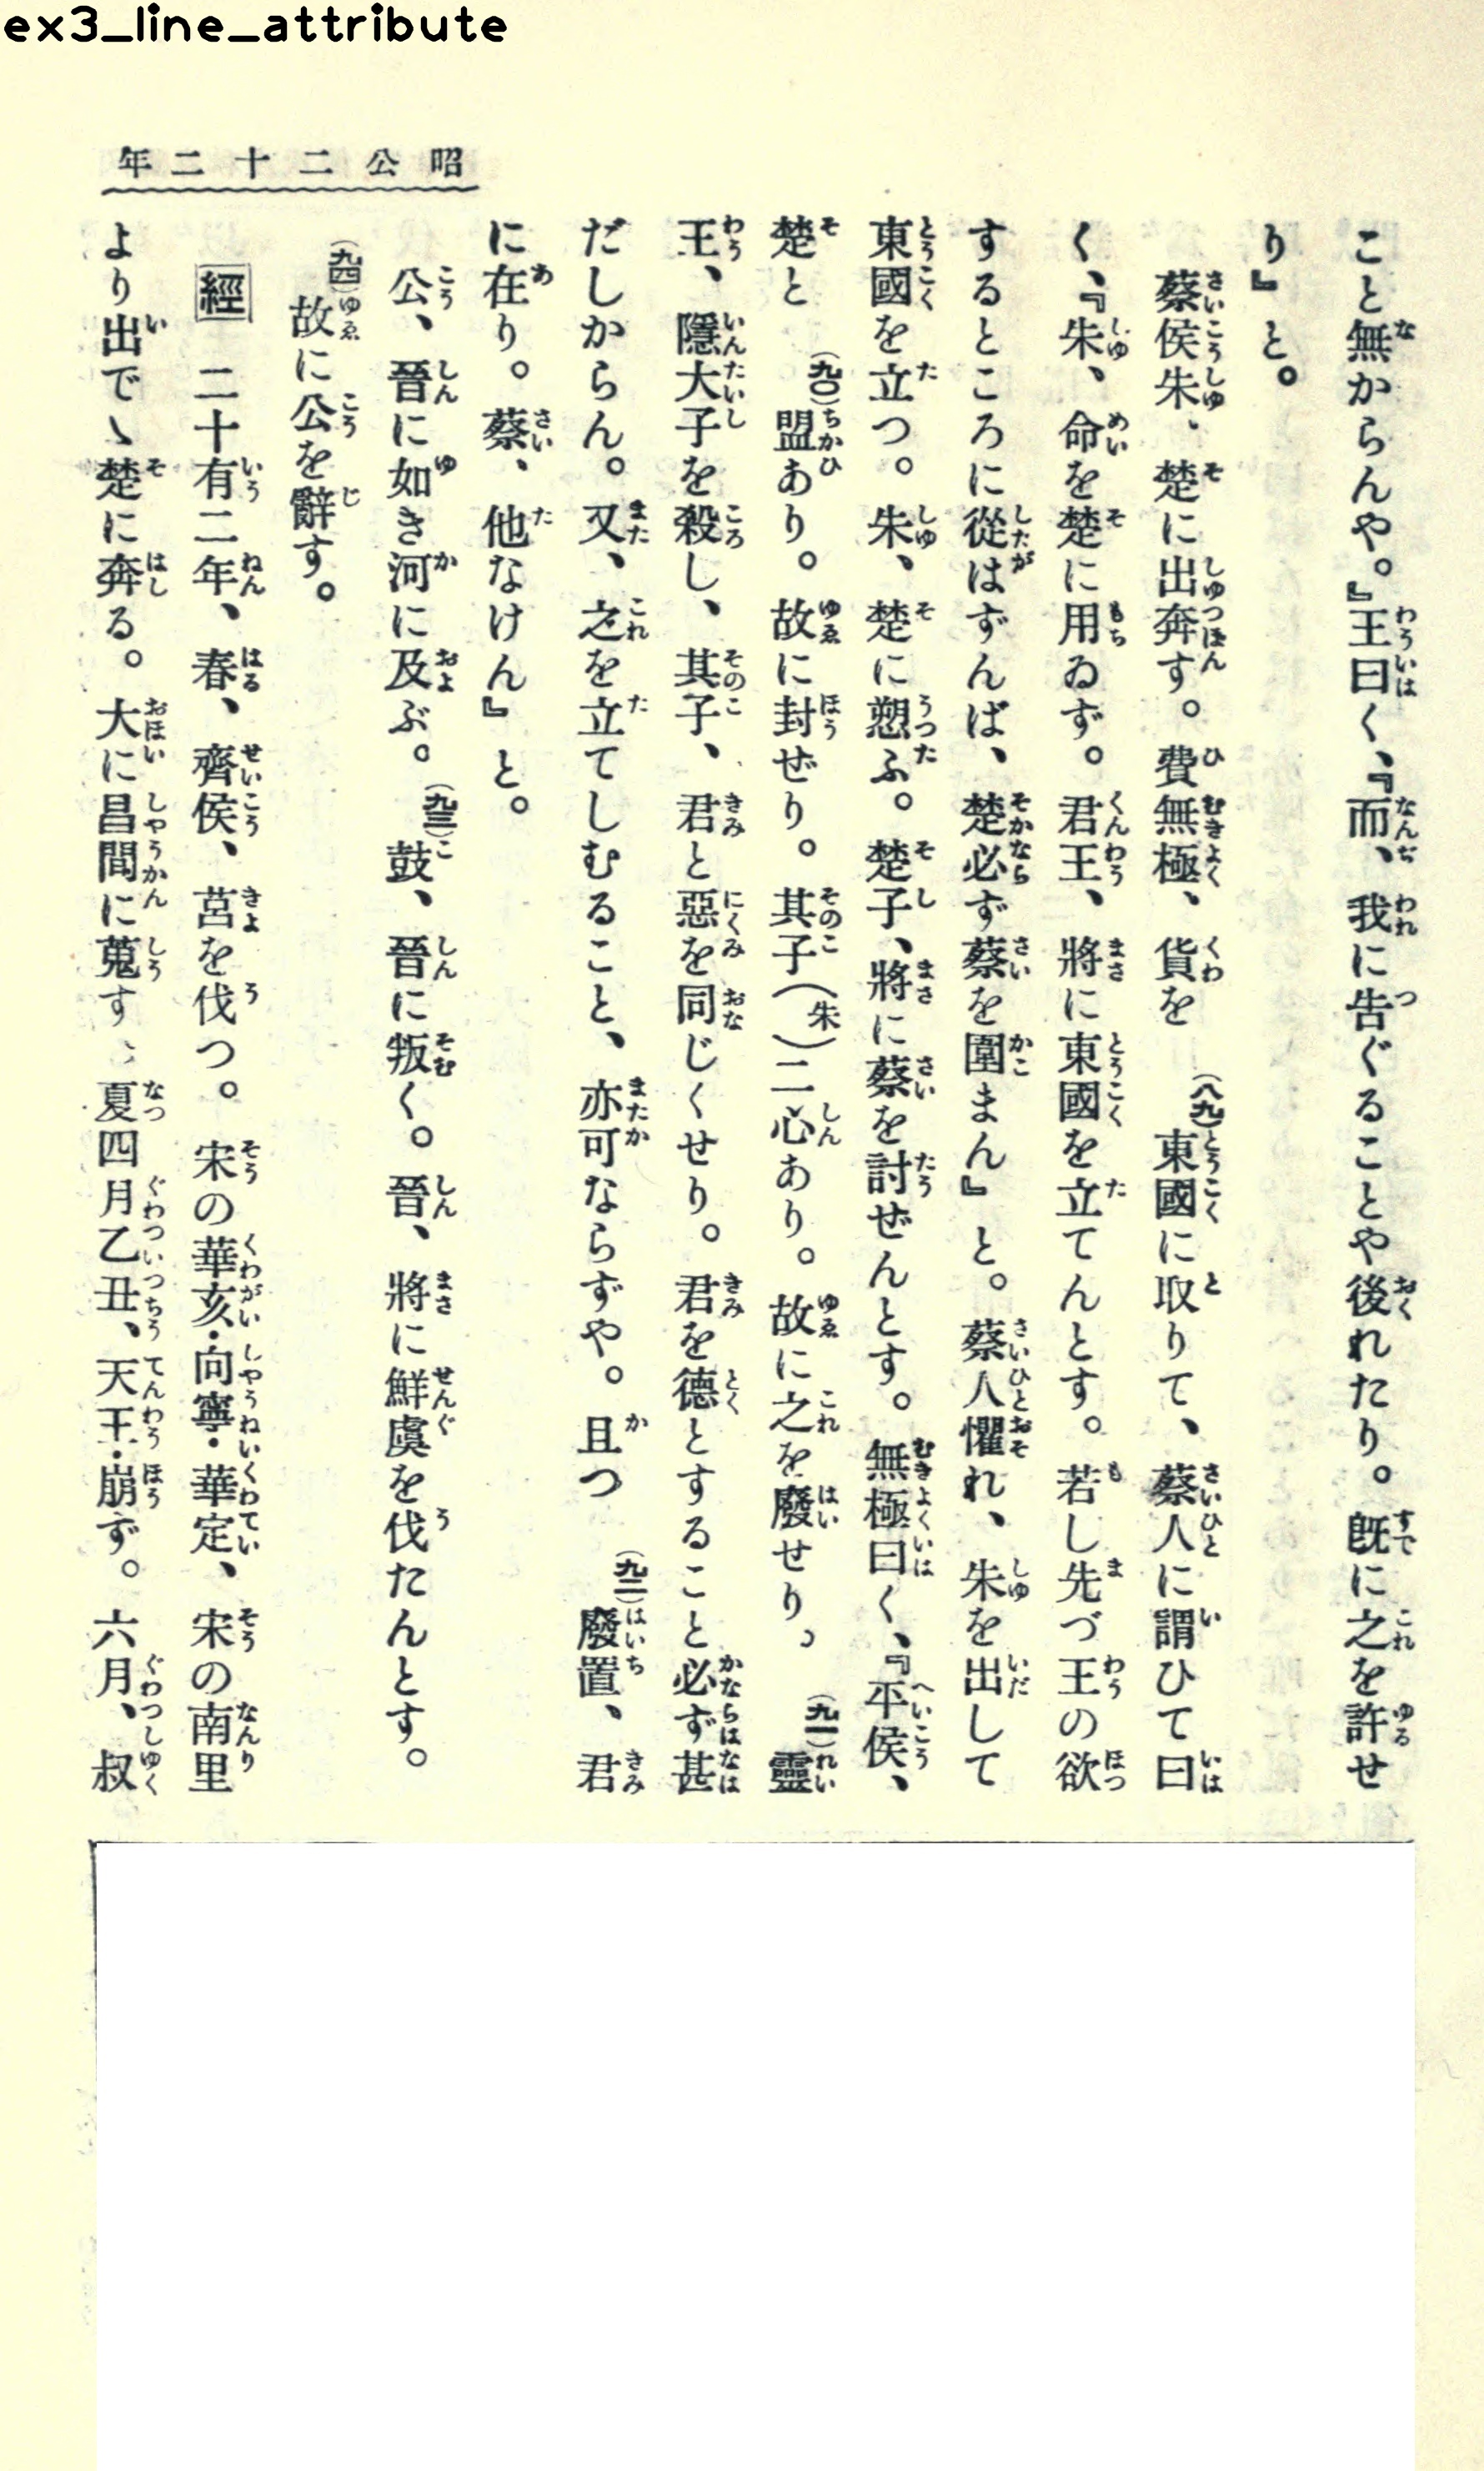 ex3_line_attribute
昭公二十二年
こと無からんや。』王曰く、『而、我に告ぐることや後れたり。既に之を許せ
り』と。
蔡侯朱、楚に出奔す。費無極、貨を(八九)東國に取りて、蔡人に謂ひて曰
く、『朱、命を楚に用ゐず。君王、將に東國を立てんとす。若し先づ王の欲
するところに從はずんば、楚必ず蔡を圍まん』と。蔡人懼れ、朱を出して
東國を立つ。朱、楚に愬ふ。楚子、將に蔡を討ぜんとす。無極曰く、『平侯、
楚と(九〇)盟あり。故に封ぜり。其子(朱)二心あり。故に之を廢せり。(九一)靈
王、隱大子を殺し、其子、君と惡を同じくせり。君を德とすること必ず甚
だしからん。又、之を立てしむること、亦可ならずや。且つ(九二)廢置、君
に在り。蔡、他なけん』と。
公、晉に如き河に及ぶ。(九三)鼓、晉に叛く。晉、將に鮮虞を伐たんとす。
(九四)故に公を辭す。
經 二十有二年、春、齊侯、莒を伐つ。宋の華亥・向寧・華定、宋の南里
より出でゝ楚に奔る。大に昌間に蒐す、夏四月乙丑、天王・崩ず。六月、叔